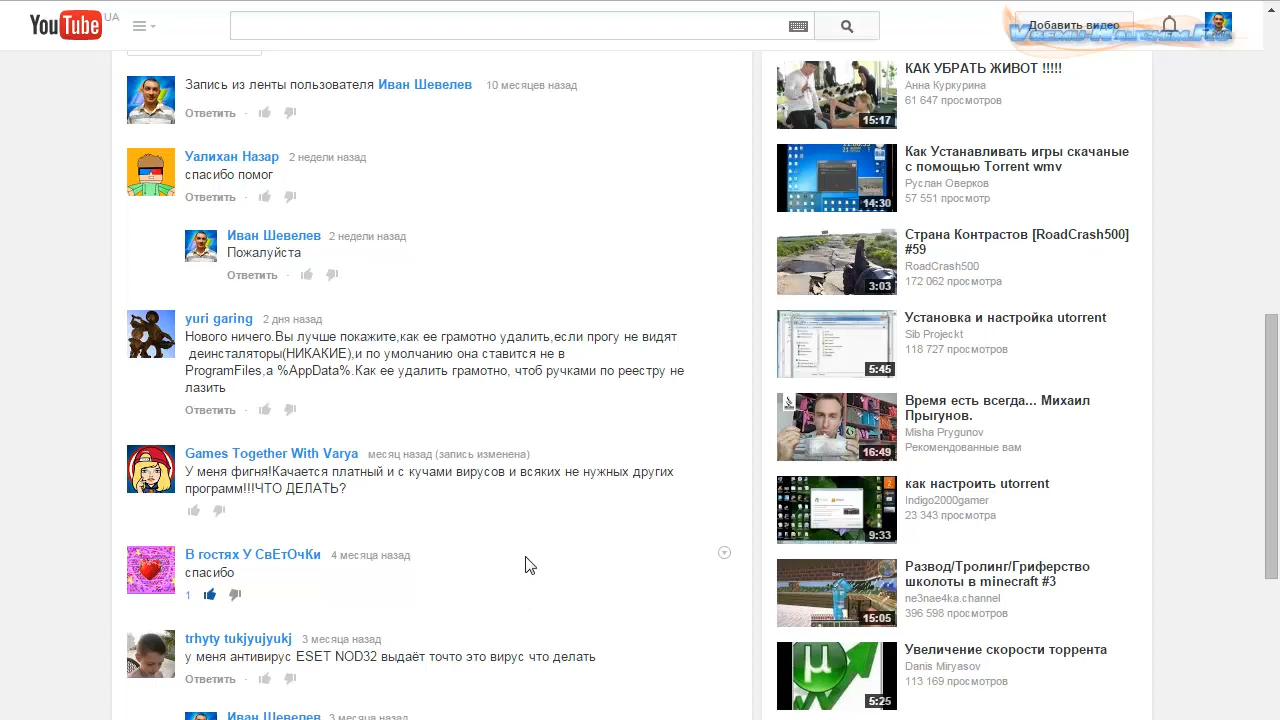 YouTube UA
Добавить видео
Запись из ленты пользователя Иван Шевелев 10 месяцев назад
Ответить
Уалихан Назар 2 недели назад
спасибо помог
Ответить
Иван Шевелев 2 недели назад
Пожалуйста
Ответить
yuri garing 2 дня назад
Нового ничего.Вы лучше покажите как ее грамотно удалить.Если прогу не видят
деинсталяторы(НИКАКИЕ).По умолчанию она ставится в
ProgramFiles,и %AppData%.Как ее удалить грамотно, чтоб ручками по реестру не
лазить
Ответить
Games Together With Varya месяц назад (запись изменена)
У меня фигня!Качается платный и с кучами вирусов и всяких не нужных других
программ!!!ЧТО ДЕЛАТЬ?
В гостях У СвЕтОчКи 4 месяца назад
спасибо
1
trhyty tukjyujyukj 3 месяца назад
у меня антивирус ESET NOD32 выдаёт точто это вирус что делать
Ответить
Иван Шевелев 3 месяца назад
КАК УБРАТЬ ЖИВОТ !!!!!
Анна Куркурина
61 647 просмотров
15:17
Как Устанавливать игры скачаные
с помощью Torrent wmv
Руслан Оверков
57 551 просмотр
14:30
Страна Контрастов [RoadCrash500]
#59
RoadCrash500
172 062 просмотра
3:03
Установка и настройка utorrent
Sib Projeckt
118 727 просмотров
5:45
Время есть всегда... Михаил
Прыгунов.
Misha Prygunov
Рекомендованные вам
16:49
как настроить utorrent
Indigo2000gamer
23 343 просмотра
9:33
Развод/Тролинг/Гриферство
школоты в minecraft #3
ne3nae4ka.channel
396 598 просмотров
15:05
Увеличение скорости торрента
Danis Miryasov
113 169 просмотров
5:25